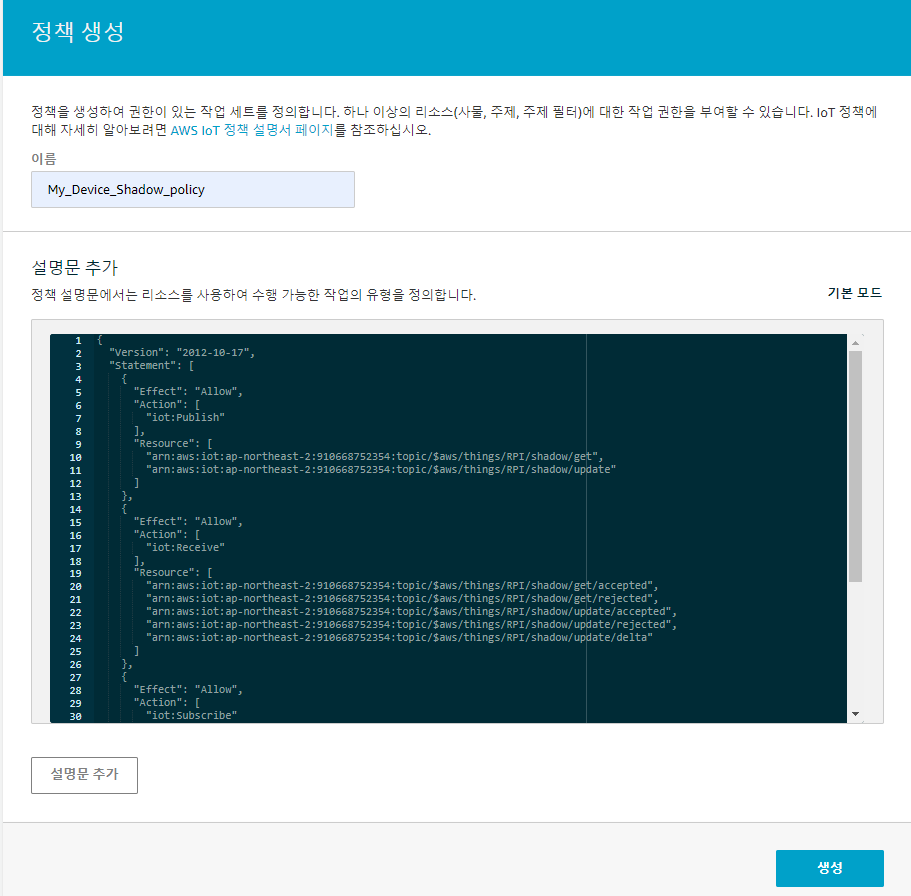 정책 생성
정책을 생성하여 권한이 있는 작업 세트를 정의합니다. 하나 이상의 리소스(사물, 주제, 주제 필터)에 대한 작업 권한을 부여할 수 있습니다. IoT 정책에
대해 자세히 알아보려면 AWS IoT 정책 설명서 페이지를 참조하십시오.
이름
My_Device_Shadow_policy
설명문 추가
정책 설명문에서는 리소스를 사용하여 수행 가능한 작업의 유형을 정의합니다.
기본 모드
1 {
2 "Version": "2012-10-17",
3 "Statement": [
4 {
5 "Effect": "Allow",
6 "Action": [
7 "iot:Publish"
8 ],
9 "Resource": [
10 "arn:aws:iot:ap-northeast-2:910668752354:topic/$aws/things/RPI/shadow/get",
11 "arn:aws:iot:ap-northeast-2:910668752354:topic/$aws/things/RPI/shadow/update"
12 ]
13 },
14 {
15 "Effect": "Allow",
16 "Action": [
17 "iot:Receive"
18 ],
19 "Resource": [
20 "arn:aws:iot:ap-northeast-2:910668752354:topic/$aws/things/RPI/shadow/get/accepted",
21 "arn:aws:iot:ap-northeast-2:910668752354:topic/$aws/things/RPI/shadow/get/rejected",
22 "arn:aws:iot:ap-northeast-2:910668752354:topic/$aws/things/RPI/shadow/update/accepted",
23 "arn:aws:iot:ap-northeast-2:910668752354:topic/$aws/things/RPI/shadow/update/rejected",
24 "arn:aws:iot:ap-northeast-2:910668752354:topic/$aws/things/RPI/shadow/update/delta"
25 ]
26 },
27 {
28 "Effect": "Allow",
29 "Action": [
30 "iot:Subscribe"
설명문 추가
생성